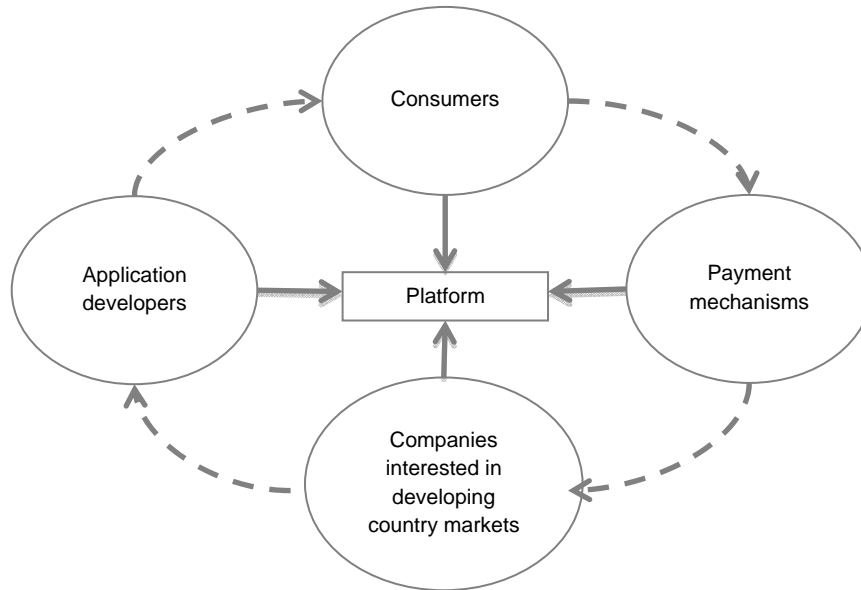 Consumers
Application
developers
Platform
Payment
mechanisms
Companies
interested in
developing
country markets